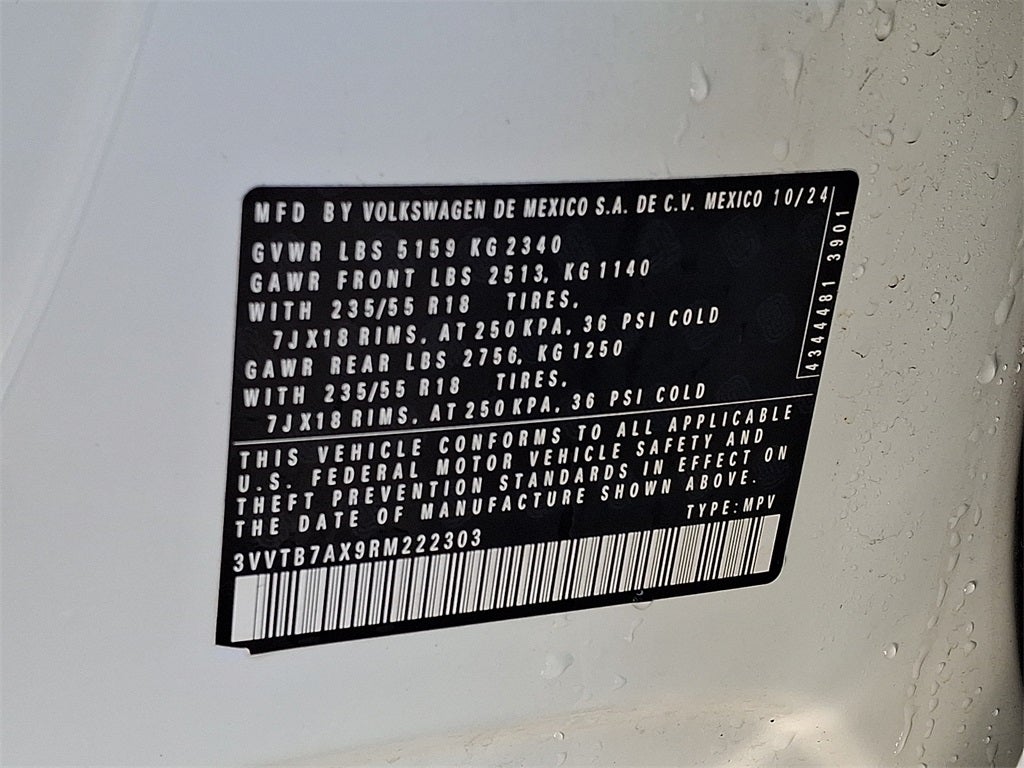 MFD BY VOLKSWAGEN DE MEXICO S.A. DE C.V. MEXICO 10/24
GVWR LBS 5159 KG 2340
GAWR FRONT LBS 2513, KG 1140
WITH 235/55 R18 TIRES,
7JX18 RIMS, AT 250 KPA, 36 PSI COLD
GAWR REAR LBS 2756, KG 1250
WITH 235/55 R18 TIRES,
7JX18 RIMS, AT 250 KPA, 36 PSI COLD
4344481 3901
THIS VEHICLE CONFORMS TO ALL APPLICABLE
U.S. FEDERAL MOTOR VEHICLE SAFETY AND
THEFT PREVENTION STANDARDS IN EFFECT ON
THE DATE OF MANUFACTURE SHOWN ABOVE.
TYPE: MPV
3VVTB7AX9RM222303